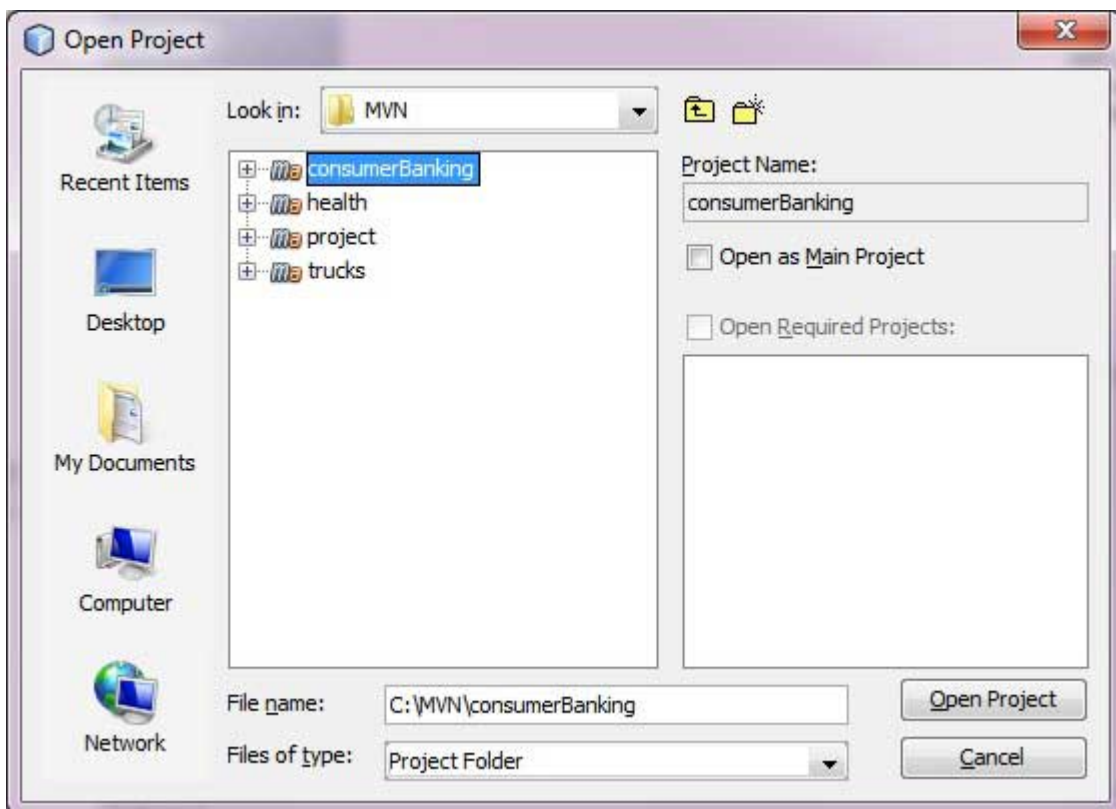 Open Project
Look in:
MVN
Recent Items
Desktop
My Documents
Computer
Network
consumerBanking
health
project
trucks
Project Name:
consumerBanking
Open as Main Project
Open Required Projects:
File name:
C:\MVN\consumerBanking
Open Project
Files of type:
Project Folder
Cancel